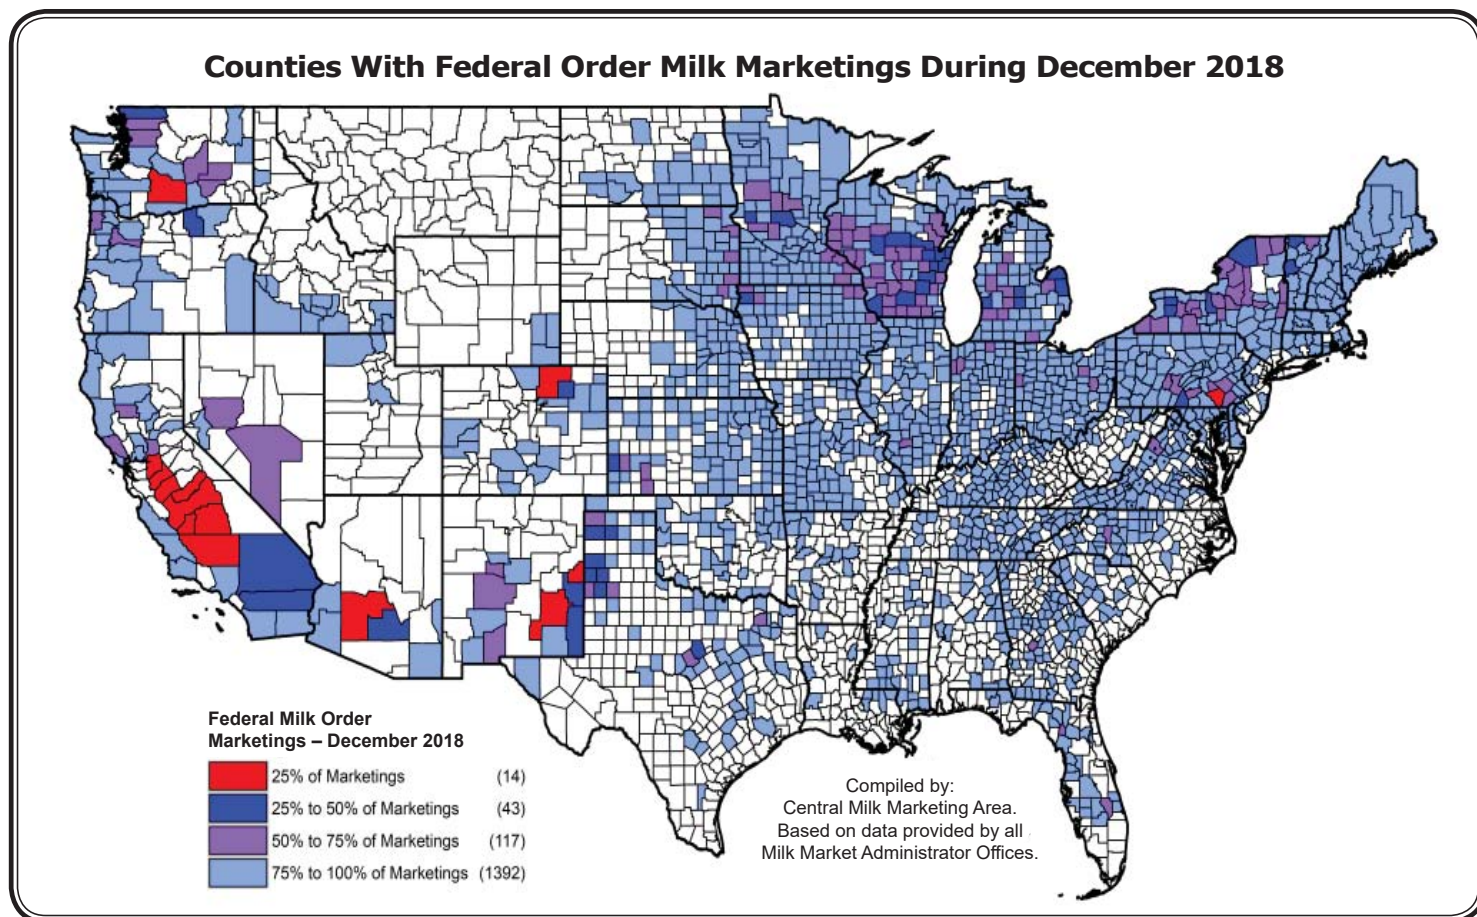 Counties With Federal Order Milk Marketings During December 2018
Federal Milk Order
Marketings – December 2018
25% of Marketings (14)
25% to 50% of Marketings (43)
50% to 75% of Marketings (117)
75% to 100% of Marketings (1392)
Compiled by:
Central Milk Marketing Area.
Based on data provided by all
Milk Market Administrator Offices.